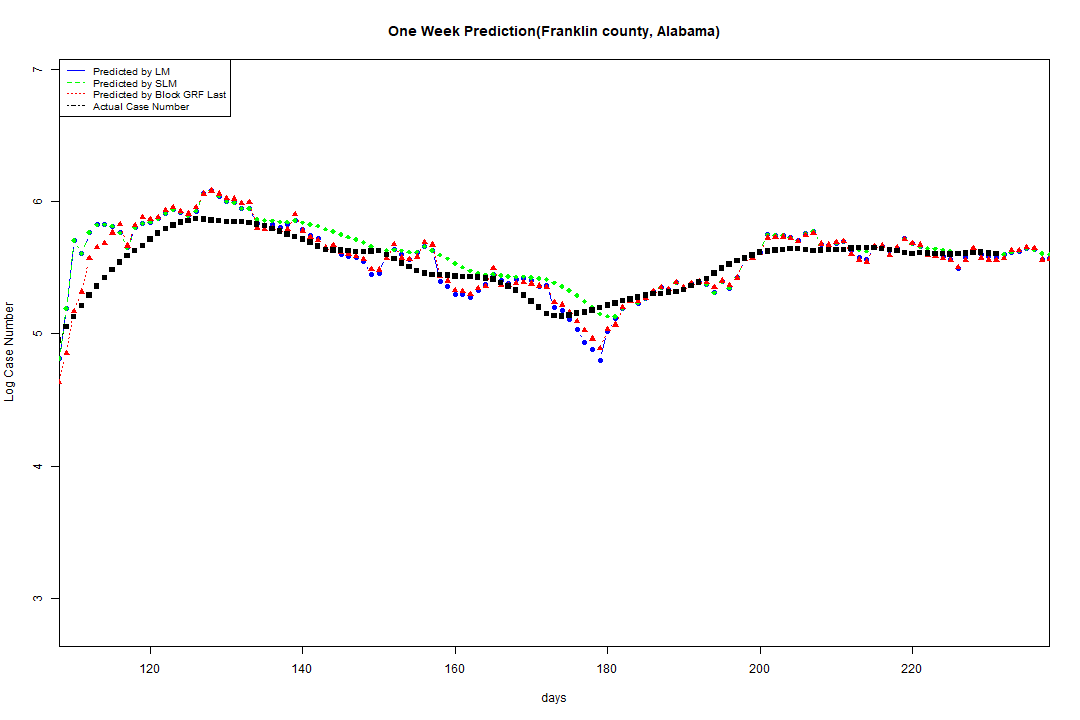 One Week Prediction(Franklin county, Alabama)
Predicted by LM
Predicted by SLM
Predicted by Block GRF Last
Actual Case Number
7
6
5
4
3
Log Case Number
120 140 160 180 200 220
days